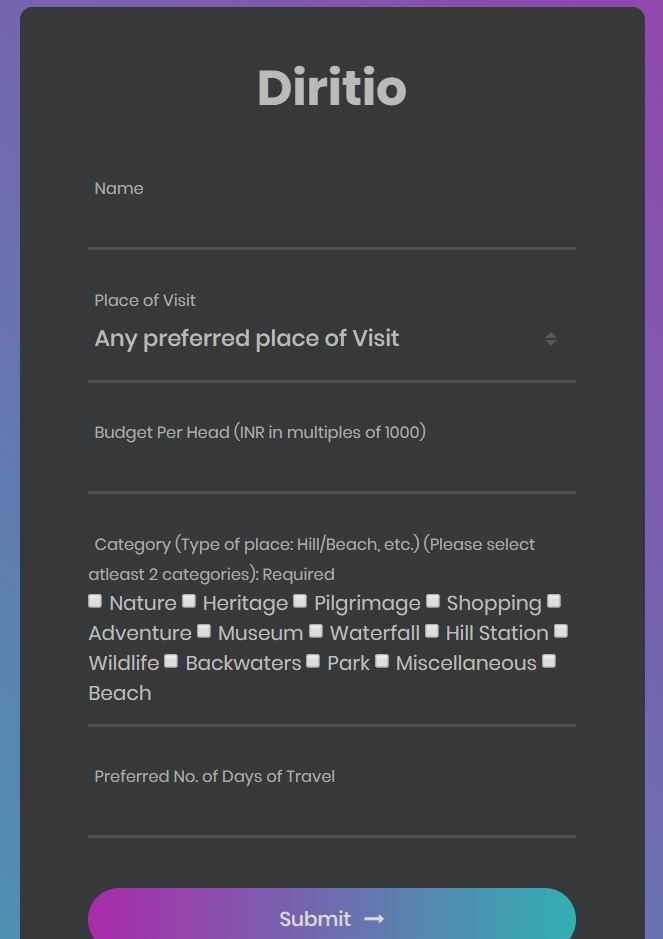 Diritio
Name
Place of Visit
Any preferred place of Visit
Budget Per Head (INR in multiples of 1000)
Category (Type of place: Hill/Beach, etc.) (Please select
atleast 2 categories): Required
Nature Heritage Pilgrimage Shopping
Adventure Museum Waterfall Hill Station
Wildlife Backwaters Park Miscellaneous
Beach
Preferred No. of Days of Travel
Submit →